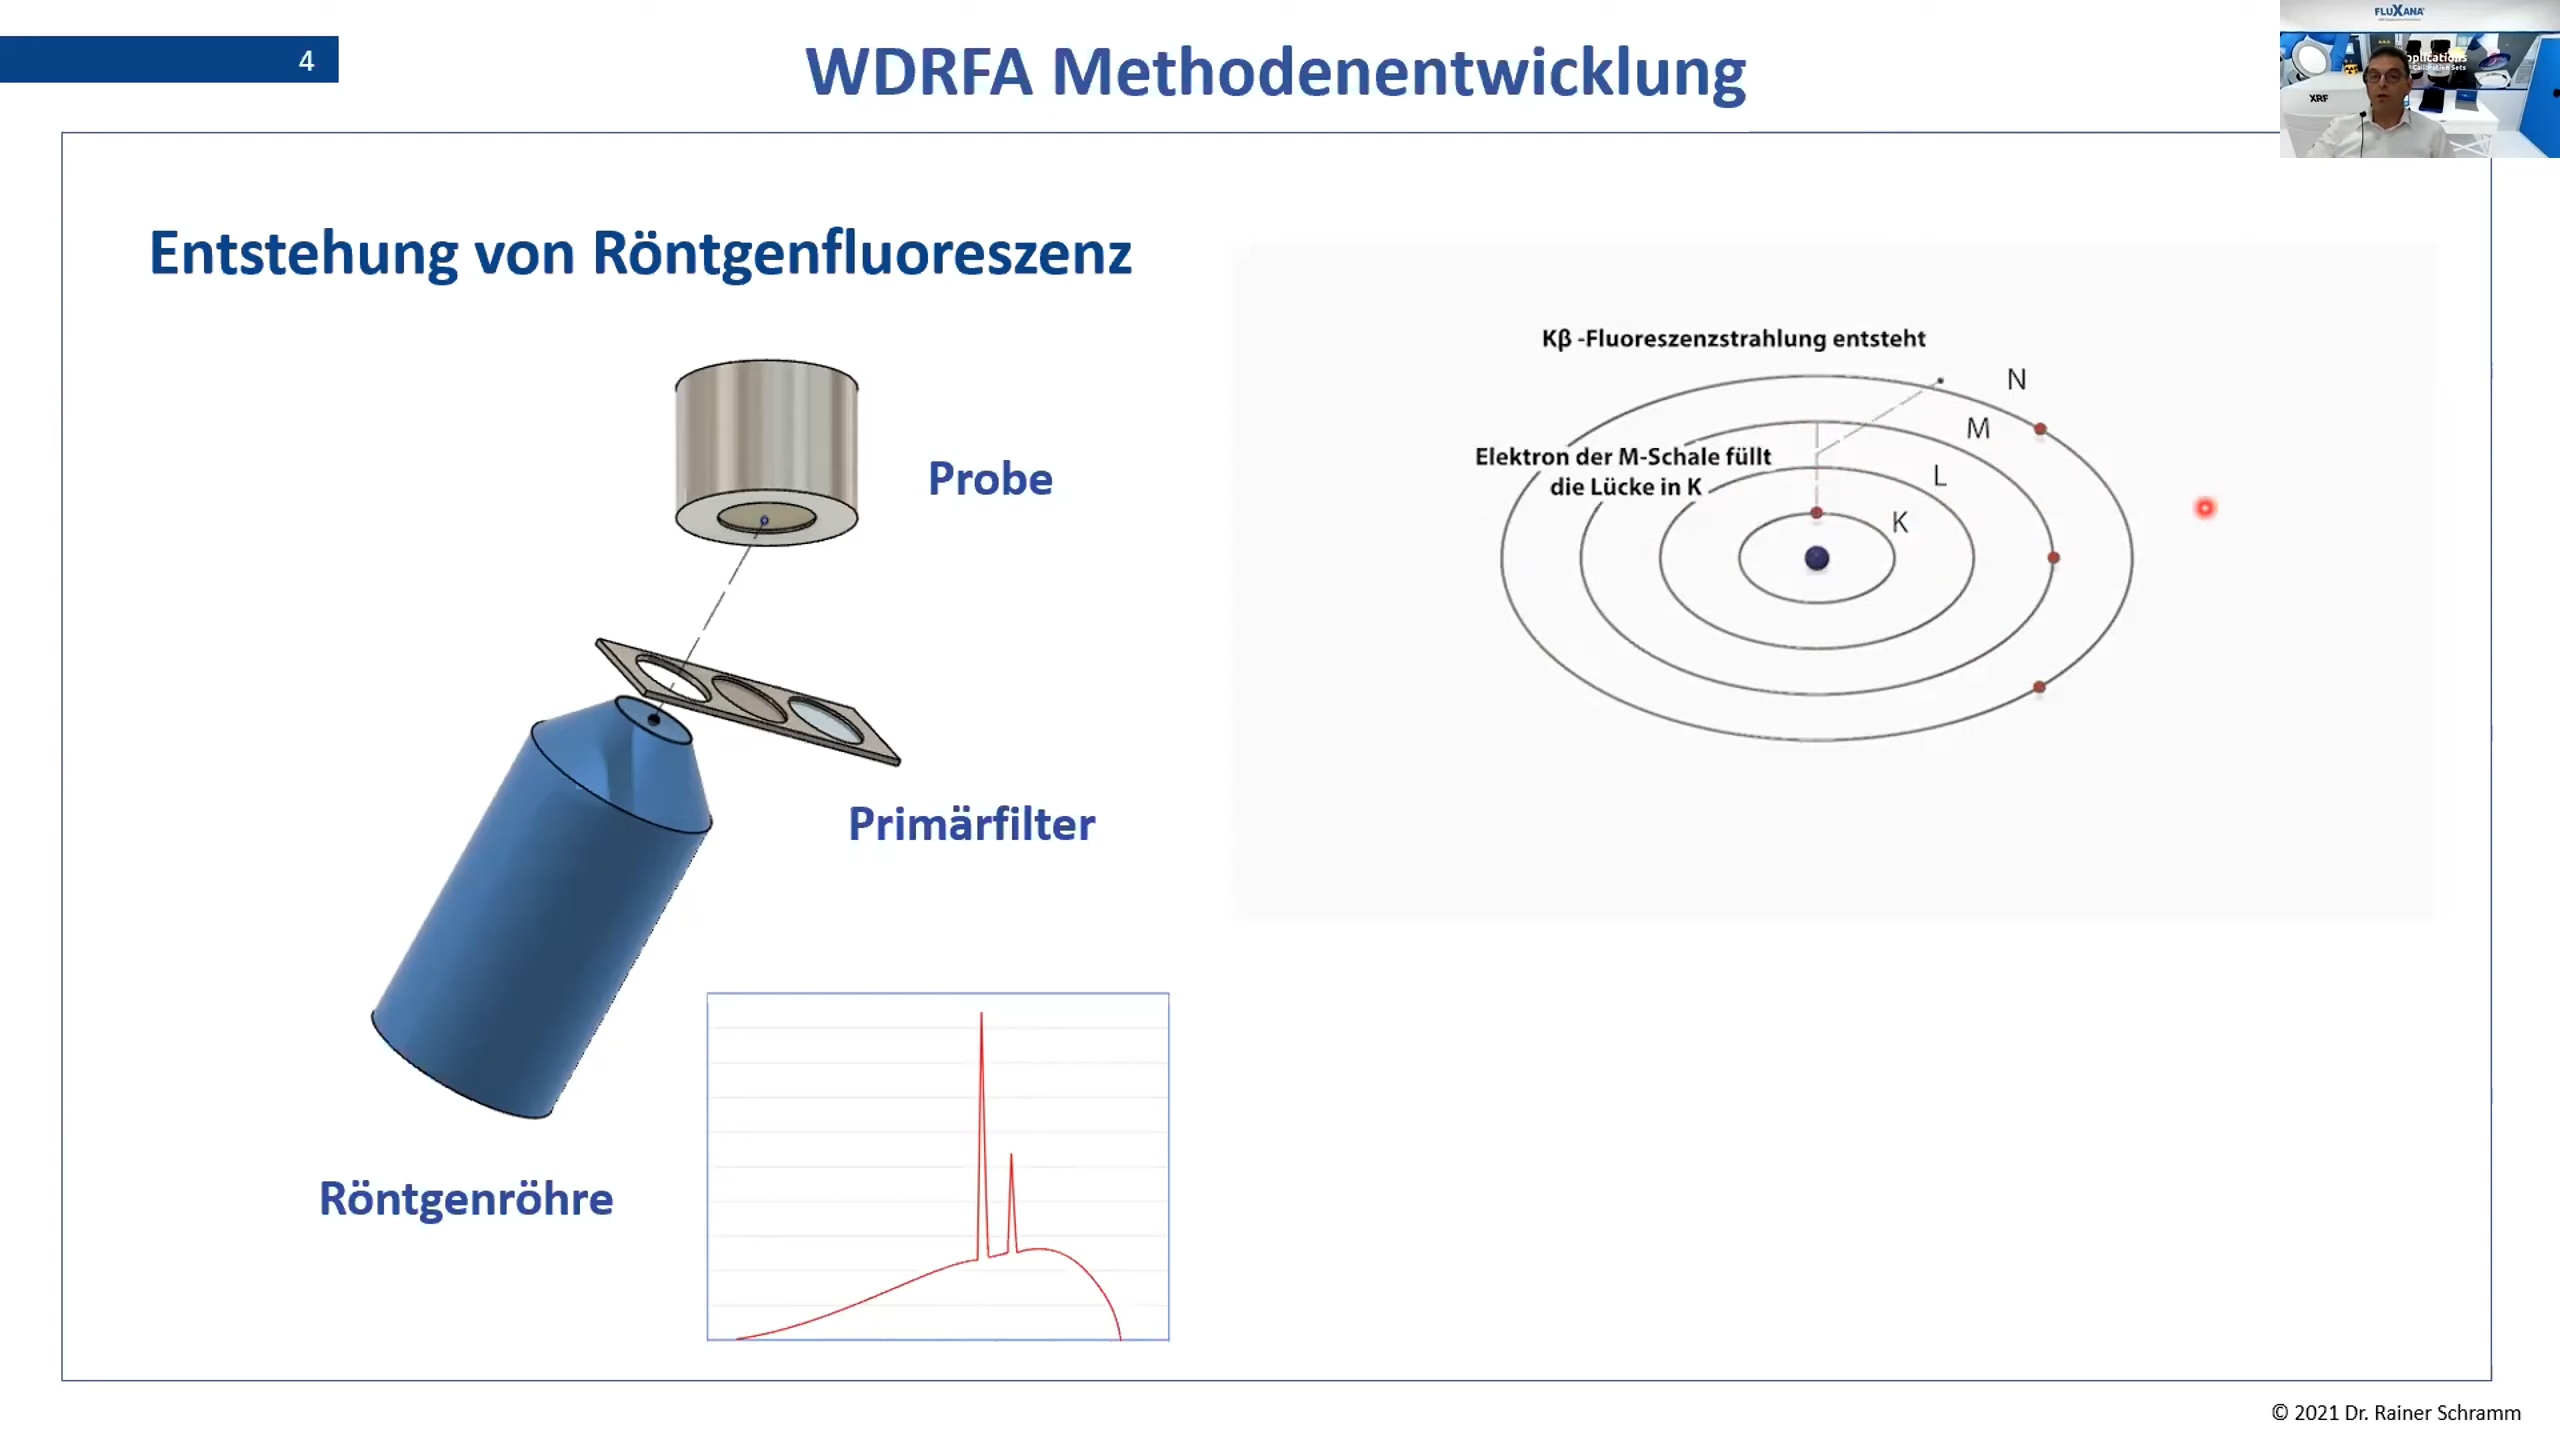 4
WDRFA Methodenentwicklung
FLUXANA
XRF
Entstehung von Röntgenfluoreszenz
Probe
Primärfilter
Röntgenröhre
Kβ -Fluoreszenzstrahlung entsteht
N
M
Elektron der M-Schale füllt
die Lücke in K
L
K
© 2021 Dr. Rainer Schramm